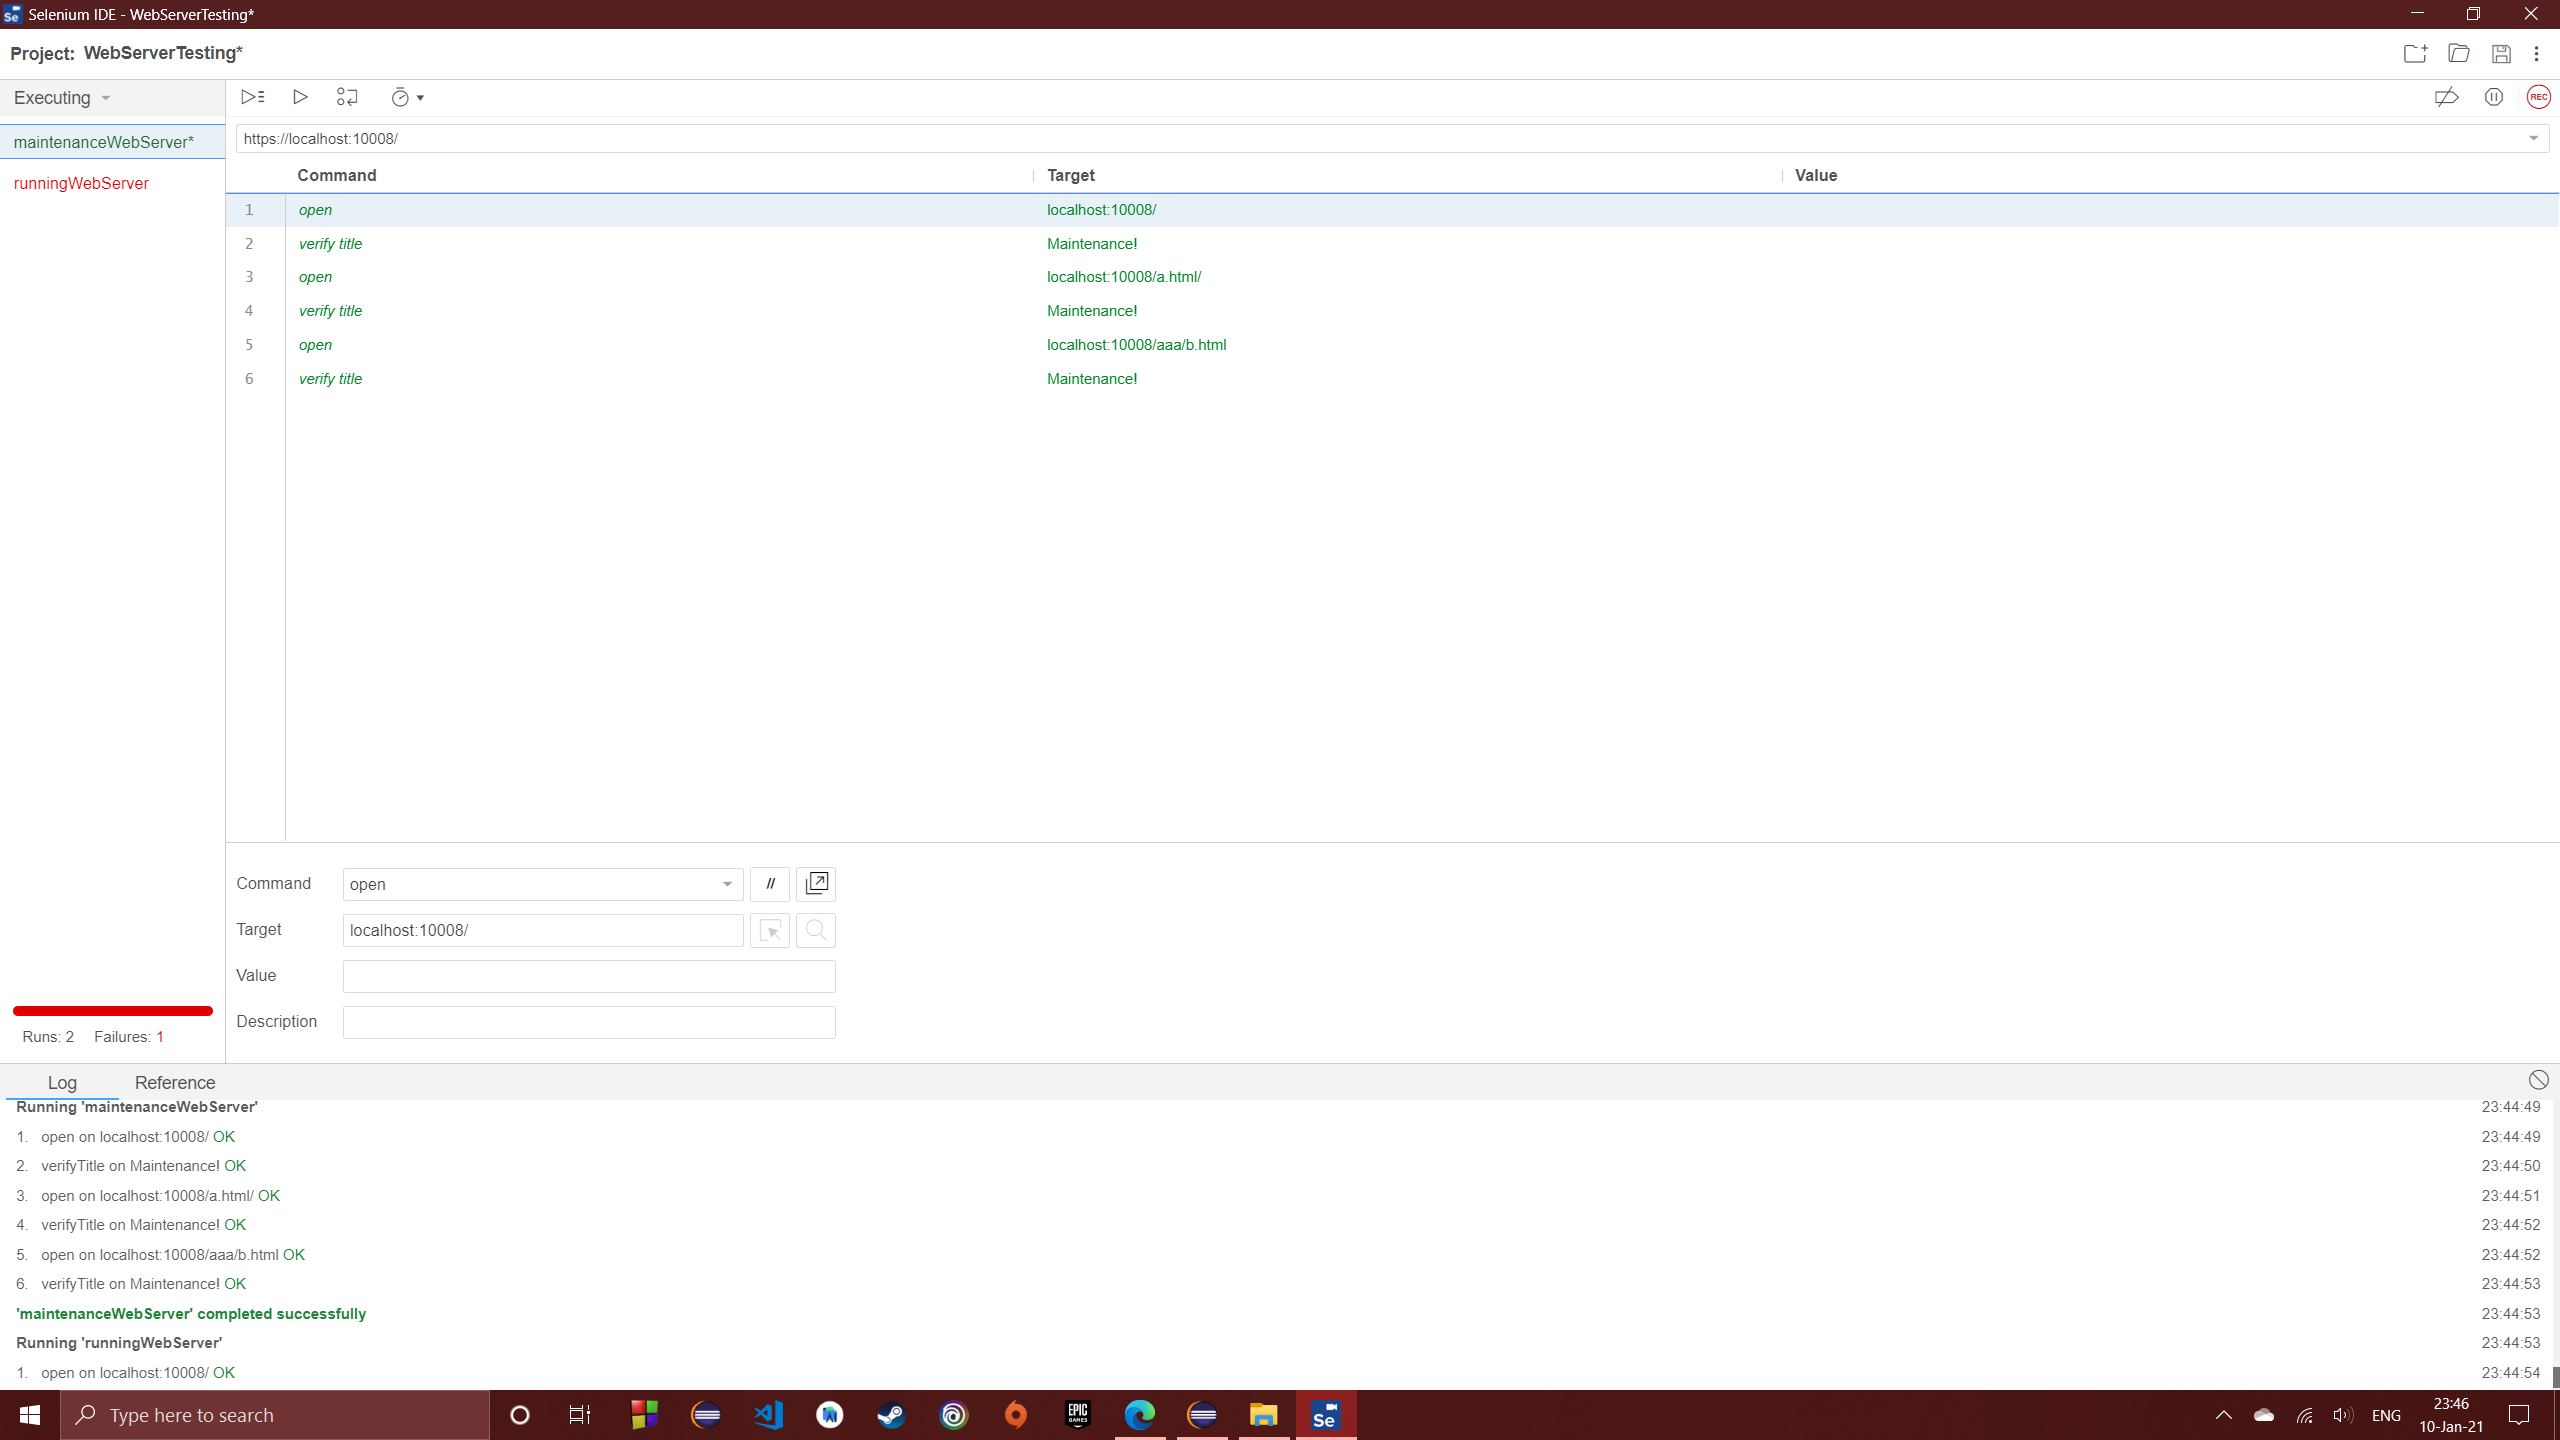 Selenium IDE - WebServerTesting*
Project: WebServerTesting*
Executing
REC
maintenanceWebServer*
https://localhost:10008/
runningWebServer
Command Target Value
1 open localhost:10008/
2 verify title Maintenance!
3 open localhost:10008/a.html/
4 verify title Maintenance!
5 open localhost:10008/aaa/b.html
6 verify title Maintenance!
Command open //
Target localhost:10008/
Value
Description
Runs: 2 Failures: 1
Log Reference
Running 'maintenanceWebServer' 23:44:49
1. open on localhost:10008/ OK 23:44:49
2. verifyTitle on Maintenance! OK 23:44:50
3. open on localhost:10008/a.html/ OK 23:44:51
4. verifyTitle on Maintenance! OK 23:44:52
5. open on localhost:10008/aaa/b.html OK 23:44:52
6. verifyTitle on Maintenance! OK 23:44:53
'maintenanceWebServer' completed successfully 23:44:53
Running 'runningWebServer' 23:44:53
1. open on localhost:10008/ OK 23:44:54
Type here to search
EPIC GAMES
Se
ENG
23:46
10-Jan-21